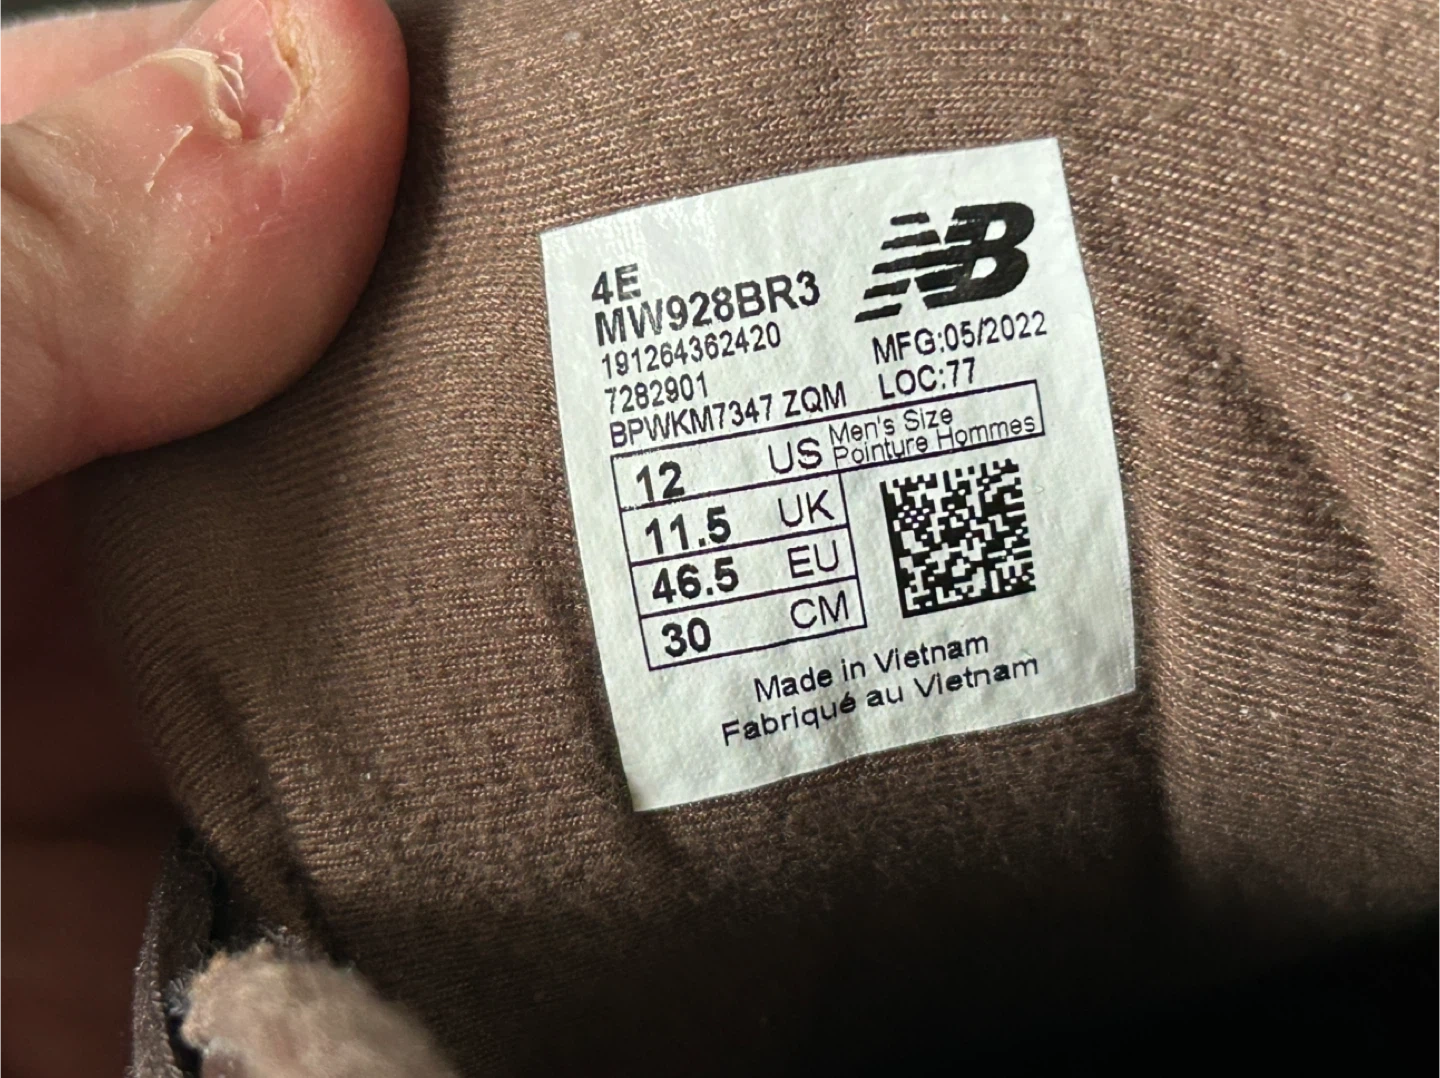 4E
MW928BR3
191264362420
7282901
BPWKM7347 ZQM
NB
MFG:05/2022
LOC:77
12 US Men's Size
Pointure Hommes
11.5 UK
46.5 EU
30 CM
Made in Vietnam
Fabriqué au Vietnam